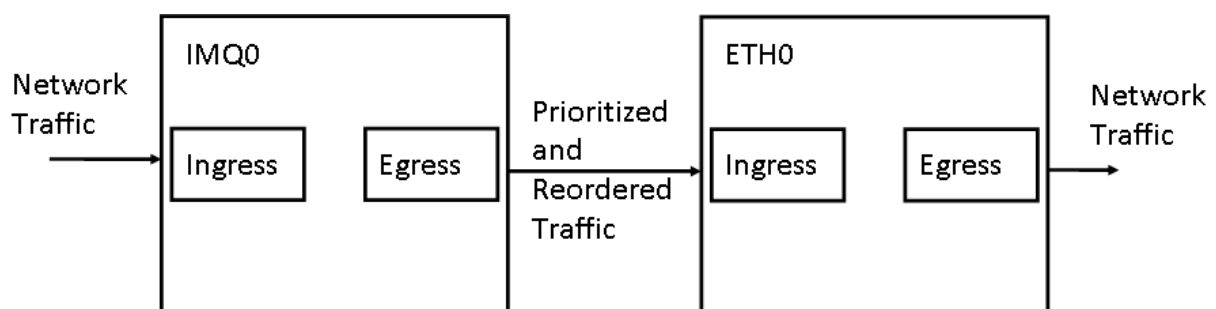 Network
Traffic
IMQ0
Ingress
Egress
Prioritized
and
Reordered
Traffic
ETH0
Ingress
Egress
Network
Traffic